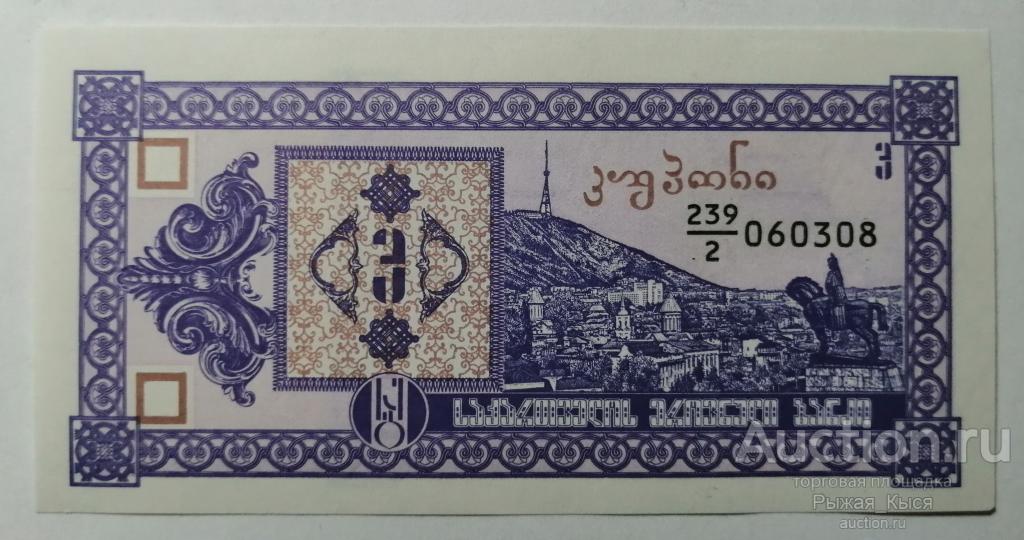 კუპონი
3
239
2
060308
3
საქართველოს ეროვნული ბანკი
Auction.ru
торговая площадка
Рыжая_Кыся
auction.ru